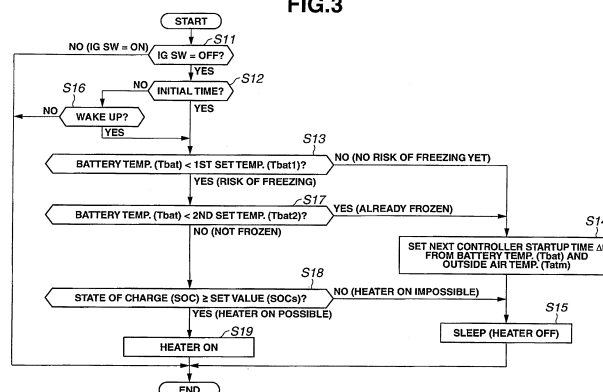 FIG.3
START
NO (IG SW = ON)
S11
IG SW = OFF?
YES
S12
NO
INITIAL TIME?
YES
S16
NO
WAKE UP?
YES
S13
BATTERY TEMP. (Tbat) < 1ST SET TEMP. (Tbat1)?
NO (NO RISK OF FREEZING YET)
YES (RISK OF FREEZING)
S17
BATTERY TEMP. (Tbat) < 2ND SET TEMP. (Tbat2)?
YES (ALREADY FROZEN)
NO (NOT FROZEN)
SET NEXT CONTROLLER STARTUP TIME
FROM BATTERY TEMP. (Tbat) AND
OUTSIDE AIR TEMP. (Tatm)
S18
STATE OF CHARGE (SOC) ≥ SET VALUE (SOCs)?
NO (HEATER ON IMPOSSIBLE)
YES (HEATER ON POSSIBLE)
S15
SLEEP (HEATER OFF)
S19
HEATER ON
END